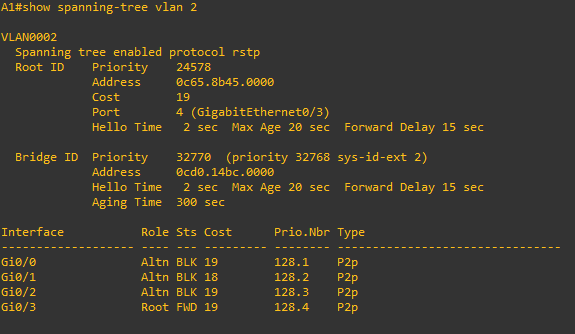 A1#show spanning-tree vlan 2
VLAN0002
  Spanning tree enabled protocol rstp
  Root ID    Priority    24578
             Address     0c65.8b45.0000
             Cost        19
             Port        4 (GigabitEthernet0/3)
             Hello Time   2 sec  Max Age 20 sec  Forward Delay 15 sec
  Bridge ID  Priority    32770  (priority 32768 sys-id-ext 2)
             Address     0cd0.14bc.0000
             Hello Time   2 sec  Max Age 20 sec  Forward Delay 15 sec
             Aging Time  300 sec
Interface           Role Sts Cost      Prio.Nbr Type
------------------- ---- --- --------- -------- --------------------------------
Gi0/0               Altn BLK 19        128.1    P2p
Gi0/1               Altn BLK 18        128.2    P2p
Gi0/2               Altn BLK 19        128.3    P2p
Gi0/3               Root FWD 19        128.4    P2p